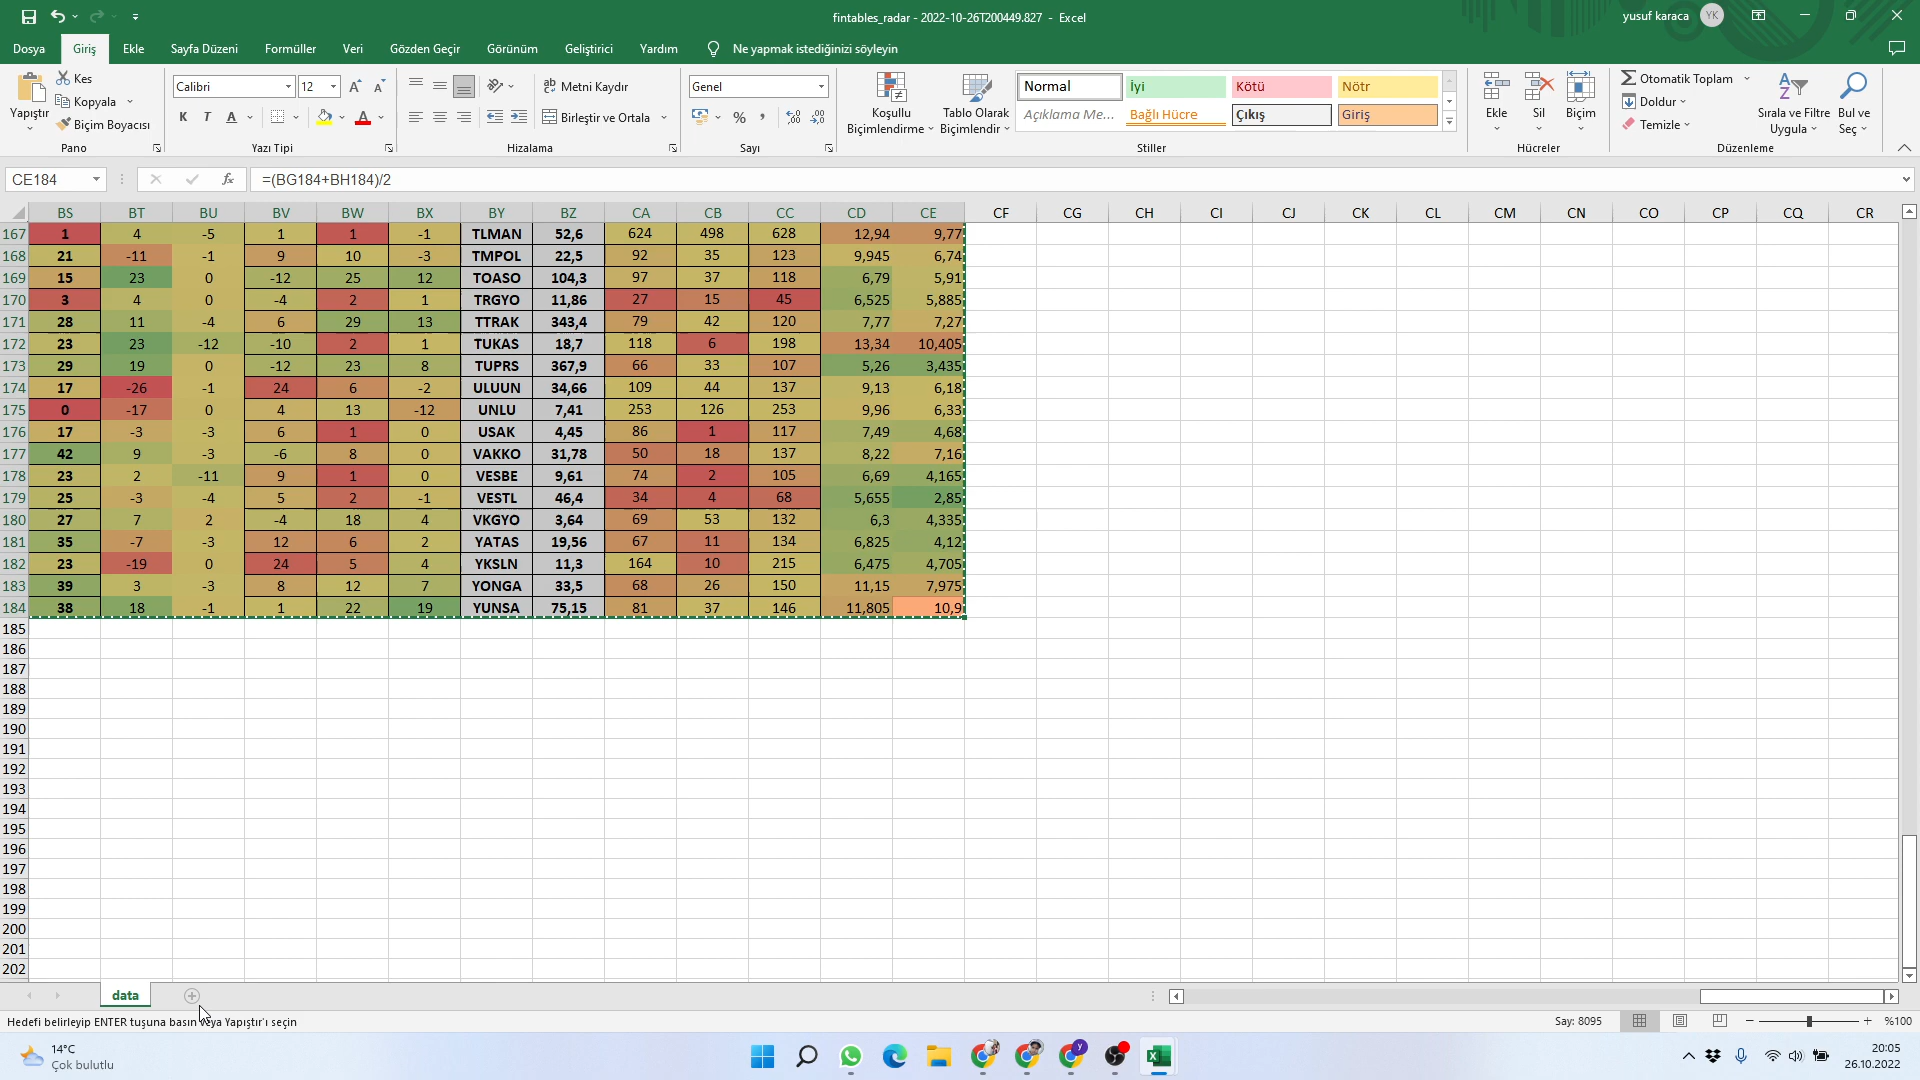 fintables_radar - 2022-10-26T200449.827 - Excel
yusuf karaca YK
Dosya Giriş Ekle Sayfa Düzeni Formüller Veri Gözden Geçir Görünüm Geliştirici Yardım Ne yapmak istediğinizi söyleyin
Yapıştır
Kes
Kopyala
Biçim Boyacısı
Pano
Calibri 12
K T A
Yazı Tipi
Metni Kaydır
Birleştir ve Ortala
Hizalama
Genel
Sayı
Koşullu Biçimlendirme
Tablo Olarak Biçimlendir
Normal İyi Kötü Nötr
Açıklama Me... Bağlı Hücre Çıkış Giriş
Stiller
Ekle Sil Biçim
Hücreler
Otomatik Toplam
Doldur
Temizle
Sırala ve Filtre Uygula
Bul ve Seç
Düzenleme
CE184 fx =(BG184+BH184)/2
BS BT BU BV BW BX BY BZ CA CB CC CD CE CF CG CH CI CJ CK CL CM CN CO CP CQ CR
167 1 4 -5 1 1 -1 TLMAN 52,6 624 498 628 12,94 9,77
168 21 -11 -1 9 10 -3 TMPOL 22,5 92 35 123 9,945 6,74
169 15 23 0 -12 25 12 TOASO 104,3 97 37 118 6,79 5,91
170 3 4 0 -4 2 1 TRGYO 11,86 27 15 45 6,525 5,885
171 28 11 -4 6 29 13 TTRAK 343,4 79 42 120 7,77 7,27
172 23 23 -12 -10 2 1 TUKAS 18,7 118 6 198 13,34 10,405
173 29 19 0 -12 23 8 TUPRS 367,9 66 33 107 5,26 3,435
174 17 -26 -1 24 6 -2 ULUUN 34,66 109 44 137 9,13 6,18
175 0 -17 0 4 13 -12 UNLU 7,41 253 126 253 9,96 6,33
176 17 -3 -3 6 1 0 USAK 4,45 86 1 117 7,49 4,68
177 42 9 -3 -6 8 0 VAKKO 31,78 50 18 137 8,22 7,16
178 23 2 -11 9 1 0 VESBE 9,61 74 2 105 6,69 4,165
179 25 -3 -4 5 2 -1 VESTL 46,4 34 4 68 5,655 2,85
180 27 7 2 -4 18 4 VKGYO 3,64 69 53 132 6,3 4,335
181 35 -7 -3 12 6 2 YATAS 19,56 67 11 134 6,825 4,12
182 23 -19 0 24 5 4 YKSLN 11,3 164 10 215 6,475 4,705
183 39 3 -3 8 12 7 YONGA 33,5 68 26 150 11,15 7,975
184 38 18 -1 1 22 19 YUNSA 75,15 81 37 146 11,805 10,9
185
186
187
188
189
190
191
192
193
194
195
196
197
198
199
200
201
202
data
Hedefi belirleyip ENTER tuşuna basın veya Yapıştır'ı seçin
Say: 8095
%100
14°C
Çok bulutlu
20:05
26.10.2022